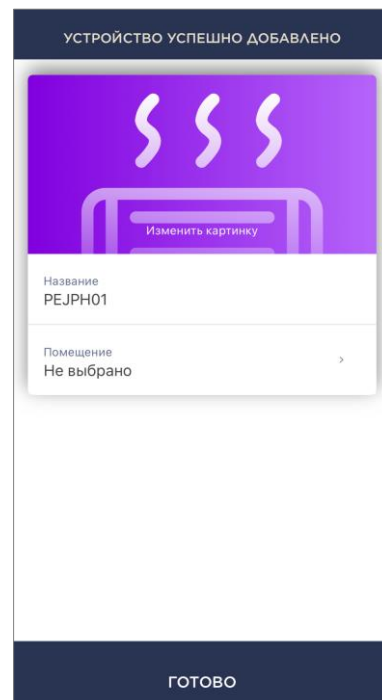 УСТРОЙСТВО УСПЕШНО ДОБАВЛЕНО
Изменить картинку
Название
PEJPH01
Помещение
Не выбрано
ГОТОВО